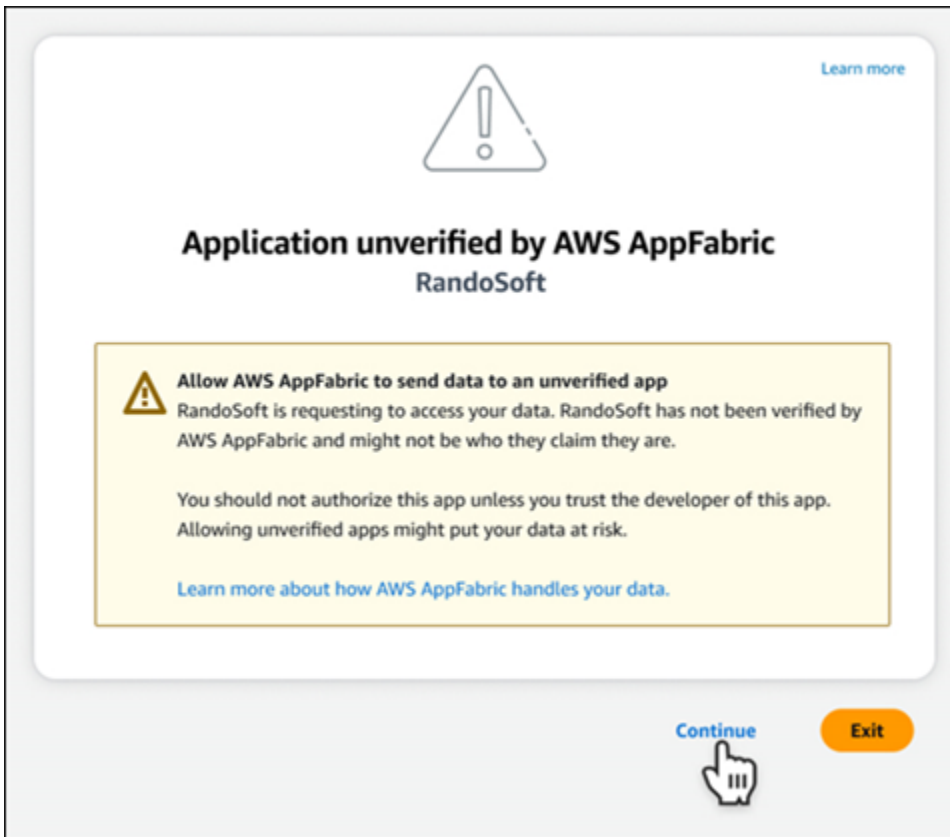 Learn more
Application unverified by AWS AppFabric
RandoSoft
Allow AWS AppFabric to send data to an unverified app
RandoSoft is requesting to access your data. RandoSoft has not been verified by
AWS AppFabric and might not be who they claim they are.
You should not authorize this app unless you trust the developer of this app.
Allowing unverified apps might put your data at risk.
Learn more about how AWS AppFabric handles your data.
Continue
Exit